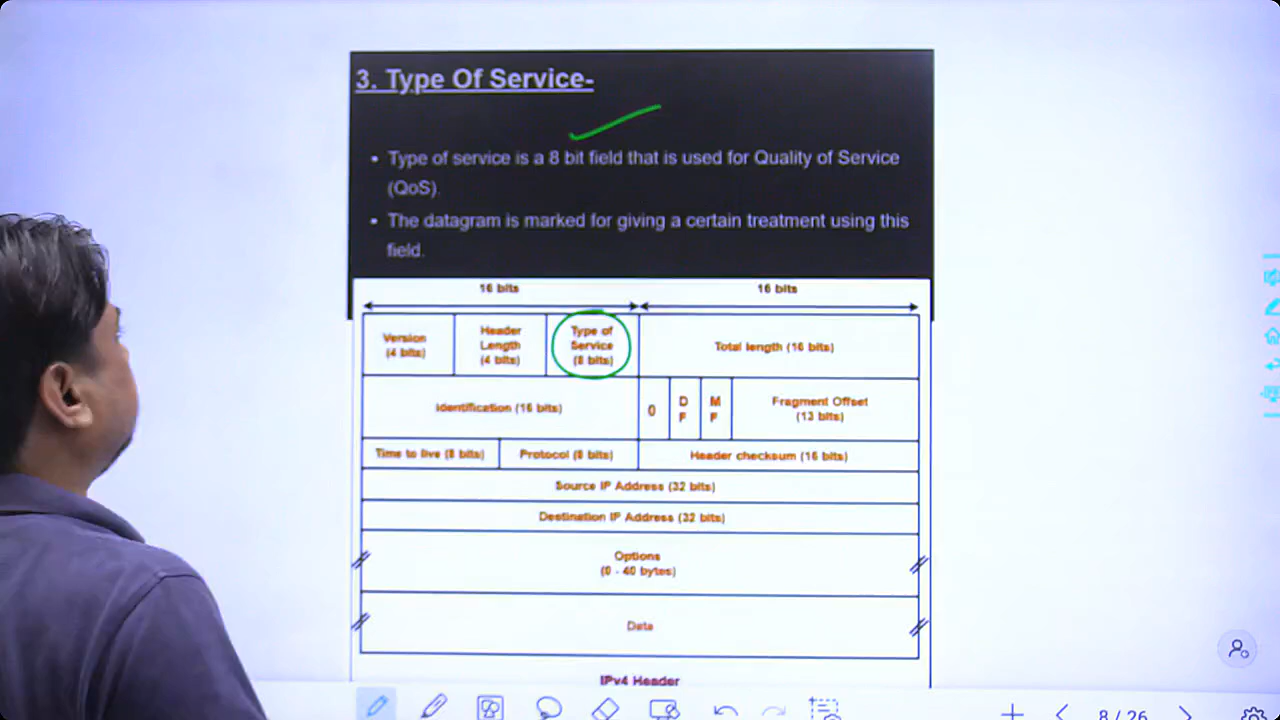 3. Type Of Service-
• Type of service is a 8 bit field that is used for Quality of Service
(QoS).
• The datagram is marked for giving a certain treatment using this
field.
16 bits 16 bits
Version
(4 bits)
Header
Length
(4 bits)
Type of
Service
(8 bits)
Total length (16 bits)
Identification (16 bits)
0
D
F
M
F
Fragment Offset
(13 bits)
Time to live (8 bits) Protocol (8 bits) Header checksum (16 bits)
Source IP Address (32 bits)
Destination IP Address (32 bits)
Options
(0 - 40 bytes)
Data
IPv4 Header
8 / 26